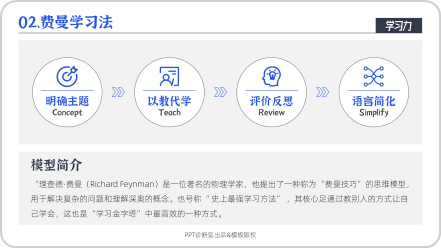 02.费曼学习法
学习力
明确主题
Concept
以教代学
Teach
评价反思
Review
语言简化
Simplify
模型简介
“理查德·费曼（Richard Feynman）是一位著名的物理学家，他提出了一种称为“费曼技巧”的思维模型，
用于解决复杂的问题和理解深奥的概念。也号称“史上最强学习方法”，其核心是通过教别人的方式让自
己学会，这也是“学习金字塔”中最高效的一种方式。
PPT@新室出品&模板版权